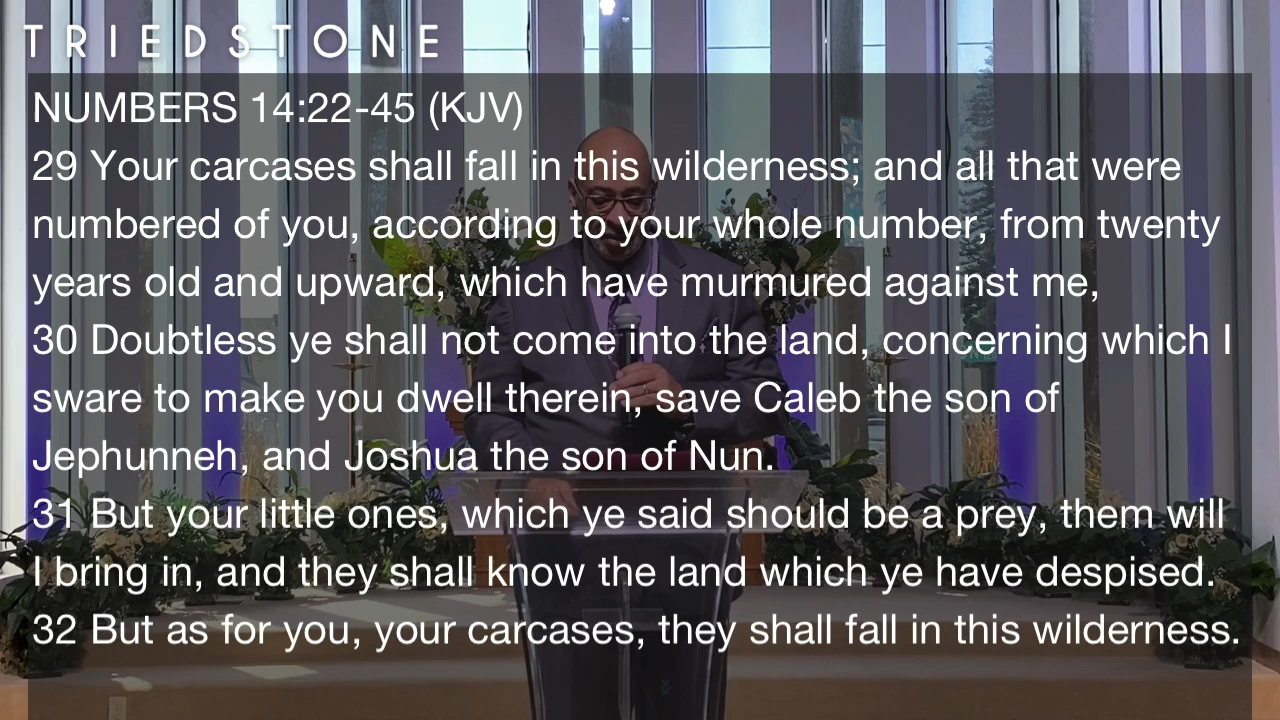 TRIEDSTONE
NUMBERS 14:22-45 (KJV)
29 Your carcases shall fall in this wilderness; and all that were
numbered of you, according to your whole number, from twenty
years old and upward, which have murmured against me,
30 Doubtless ye shall not come into the land, concerning which I
sware to make you dwell therein, save Caleb the son of
Jephunneh, and Joshua the son of Nun.
31 But your little ones, which ye said should be a prey, them will
I bring in, and they shall know the land which ye have despised.
32 But as for you, your carcases, they shall fall in this wilderness.